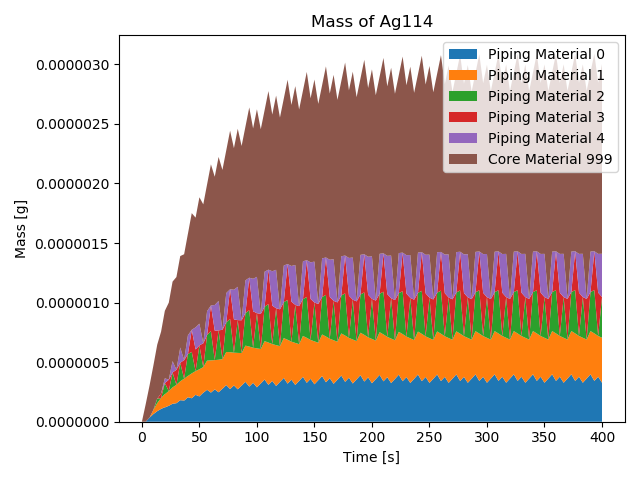 Mass of Ag114
Mass [g]
0.0000030
0.0000025
0.0000020
0.0000015
0.0000010
0.0000005
0.0000000
Piping Material 0
Piping Material 1
Piping Material 2
Piping Material 3
Piping Material 4
Core Material 999
0 50 100 150 200 250 300 350 400
Time [s]